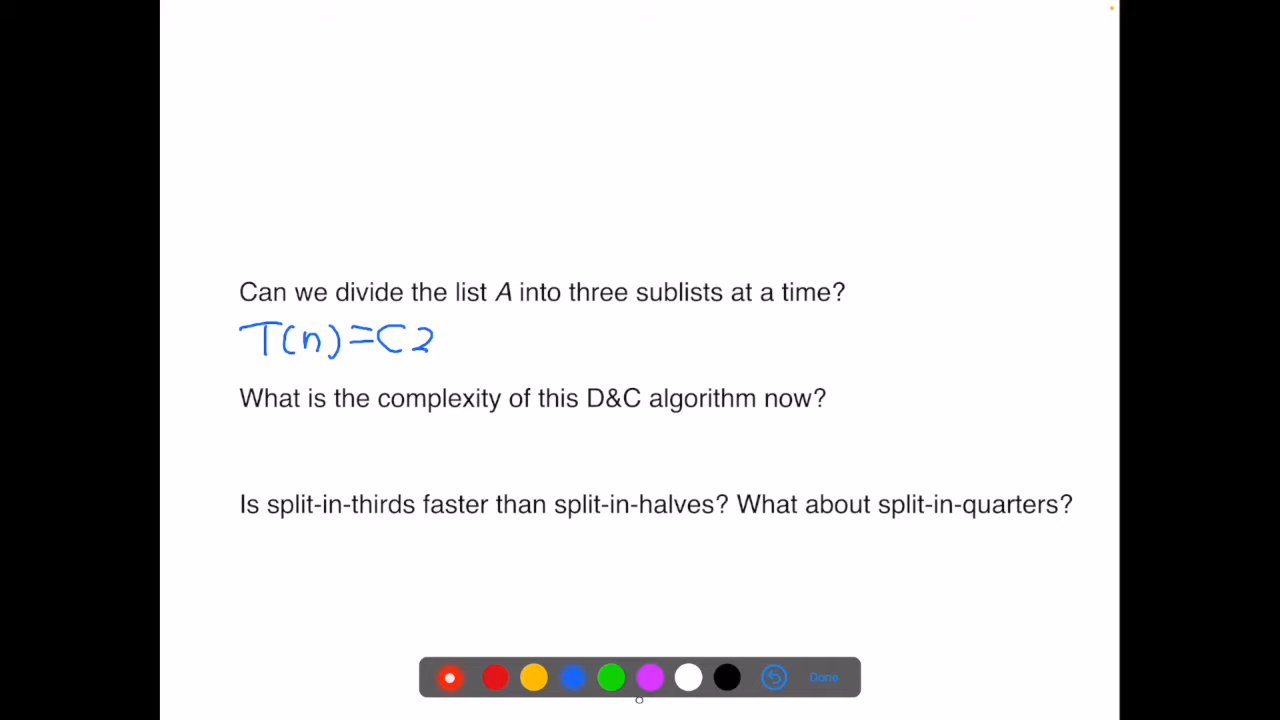 Can we divide the list A into three sublists at a time?
T(n)=C2
What is the complexity of this D&C algorithm now?
Is split-in-thirds faster than split-in-halves? What about split-in-quarters?
Done